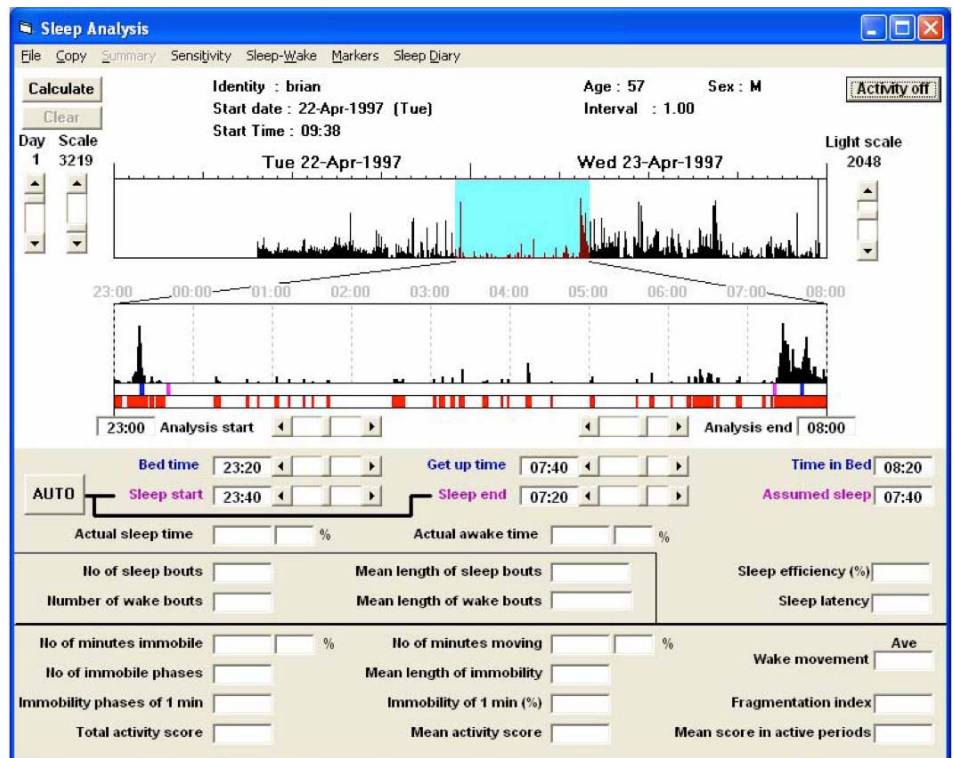 Sleep Analysis
File Copy Summary Sensitivity Sleep-Wake Markers Sleep Diary
Calculate Identity : brian Age : 57 Sex : M Activity off
Clear Start date : 22-Apr-1997 (Tue) Interval : 1.00
Start Time : 09:38
Day Scale Light scale
1 3219 Tue 22-Apr-1997 Wed 23-Apr-1997 2048
23:00 00:00 01:00 02:00 03:00 04:00 05:00 06:00 07:00 08:00
23:00 Analysis start Analysis end 08:00
Bed time 23:20 Get up time 07:40 Time in Bed 08:20
AUTO Sleep start 23:40 Sleep end 07:20 Assumed sleep 07:40
Actual sleep time % Actual awake time %
No of sleep bouts Mean length of sleep bouts Sleep efficiency (%)
Number of wake bouts Mean length of wake bouts Sleep latency
No of minutes immobile % No of minutes moving % Ave
Wake movement
No of immobile phases Mean length of immobility
Immobility phases of 1 min Immobility of 1 min (%) Fragmentation index
Total activity score Mean activity score Mean score in active periods